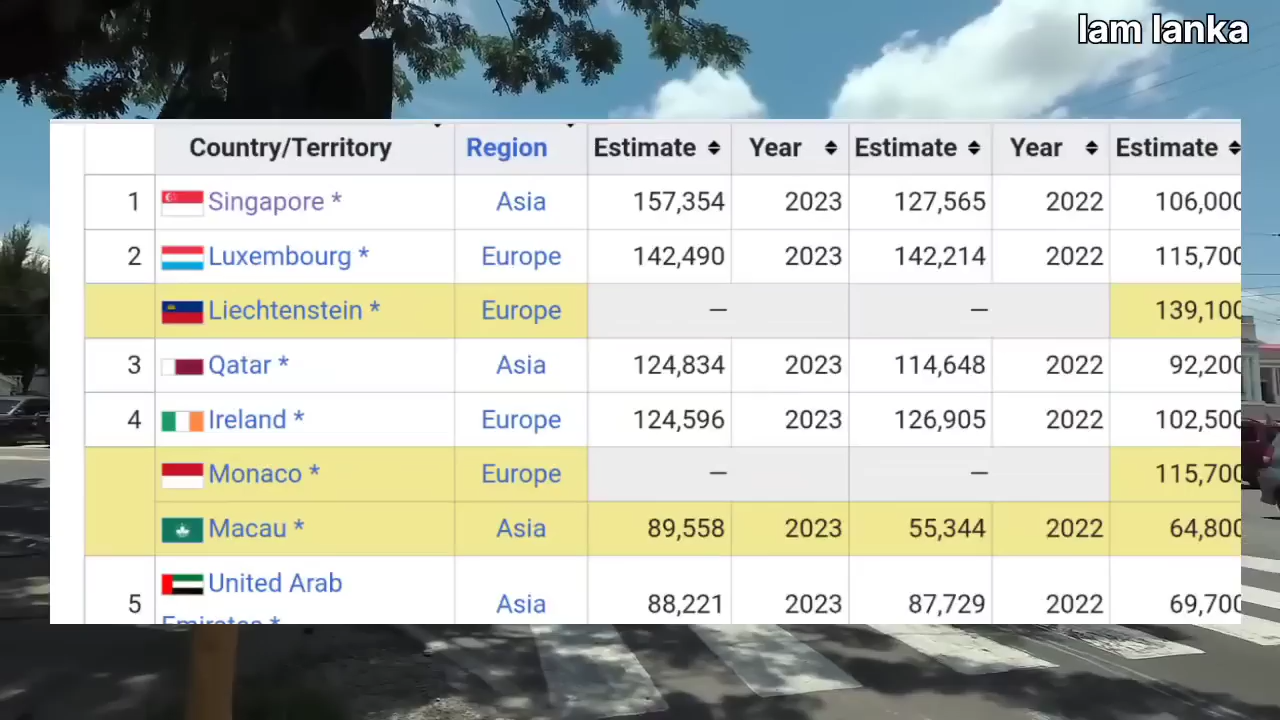 lam lanka
Country/Territory Region Estimate Year Estimate Year Estimate
1 Singapore * Asia 157,354 2023 127,565 2022 106,000
2 Luxembourg * Europe 142,490 2023 142,214 2022 115,700
Liechtenstein * Europe — — 139,100
3 Qatar * Asia 124,834 2023 114,648 2022 92,200
4 Ireland * Europe 124,596 2023 126,905 2022 102,500
Monaco * Europe — — 115,700
Macau * Asia 89,558 2023 55,344 2022 64,800
5 United Arab Asia 88,221 2023 87,729 2022 69,700
Emirates *